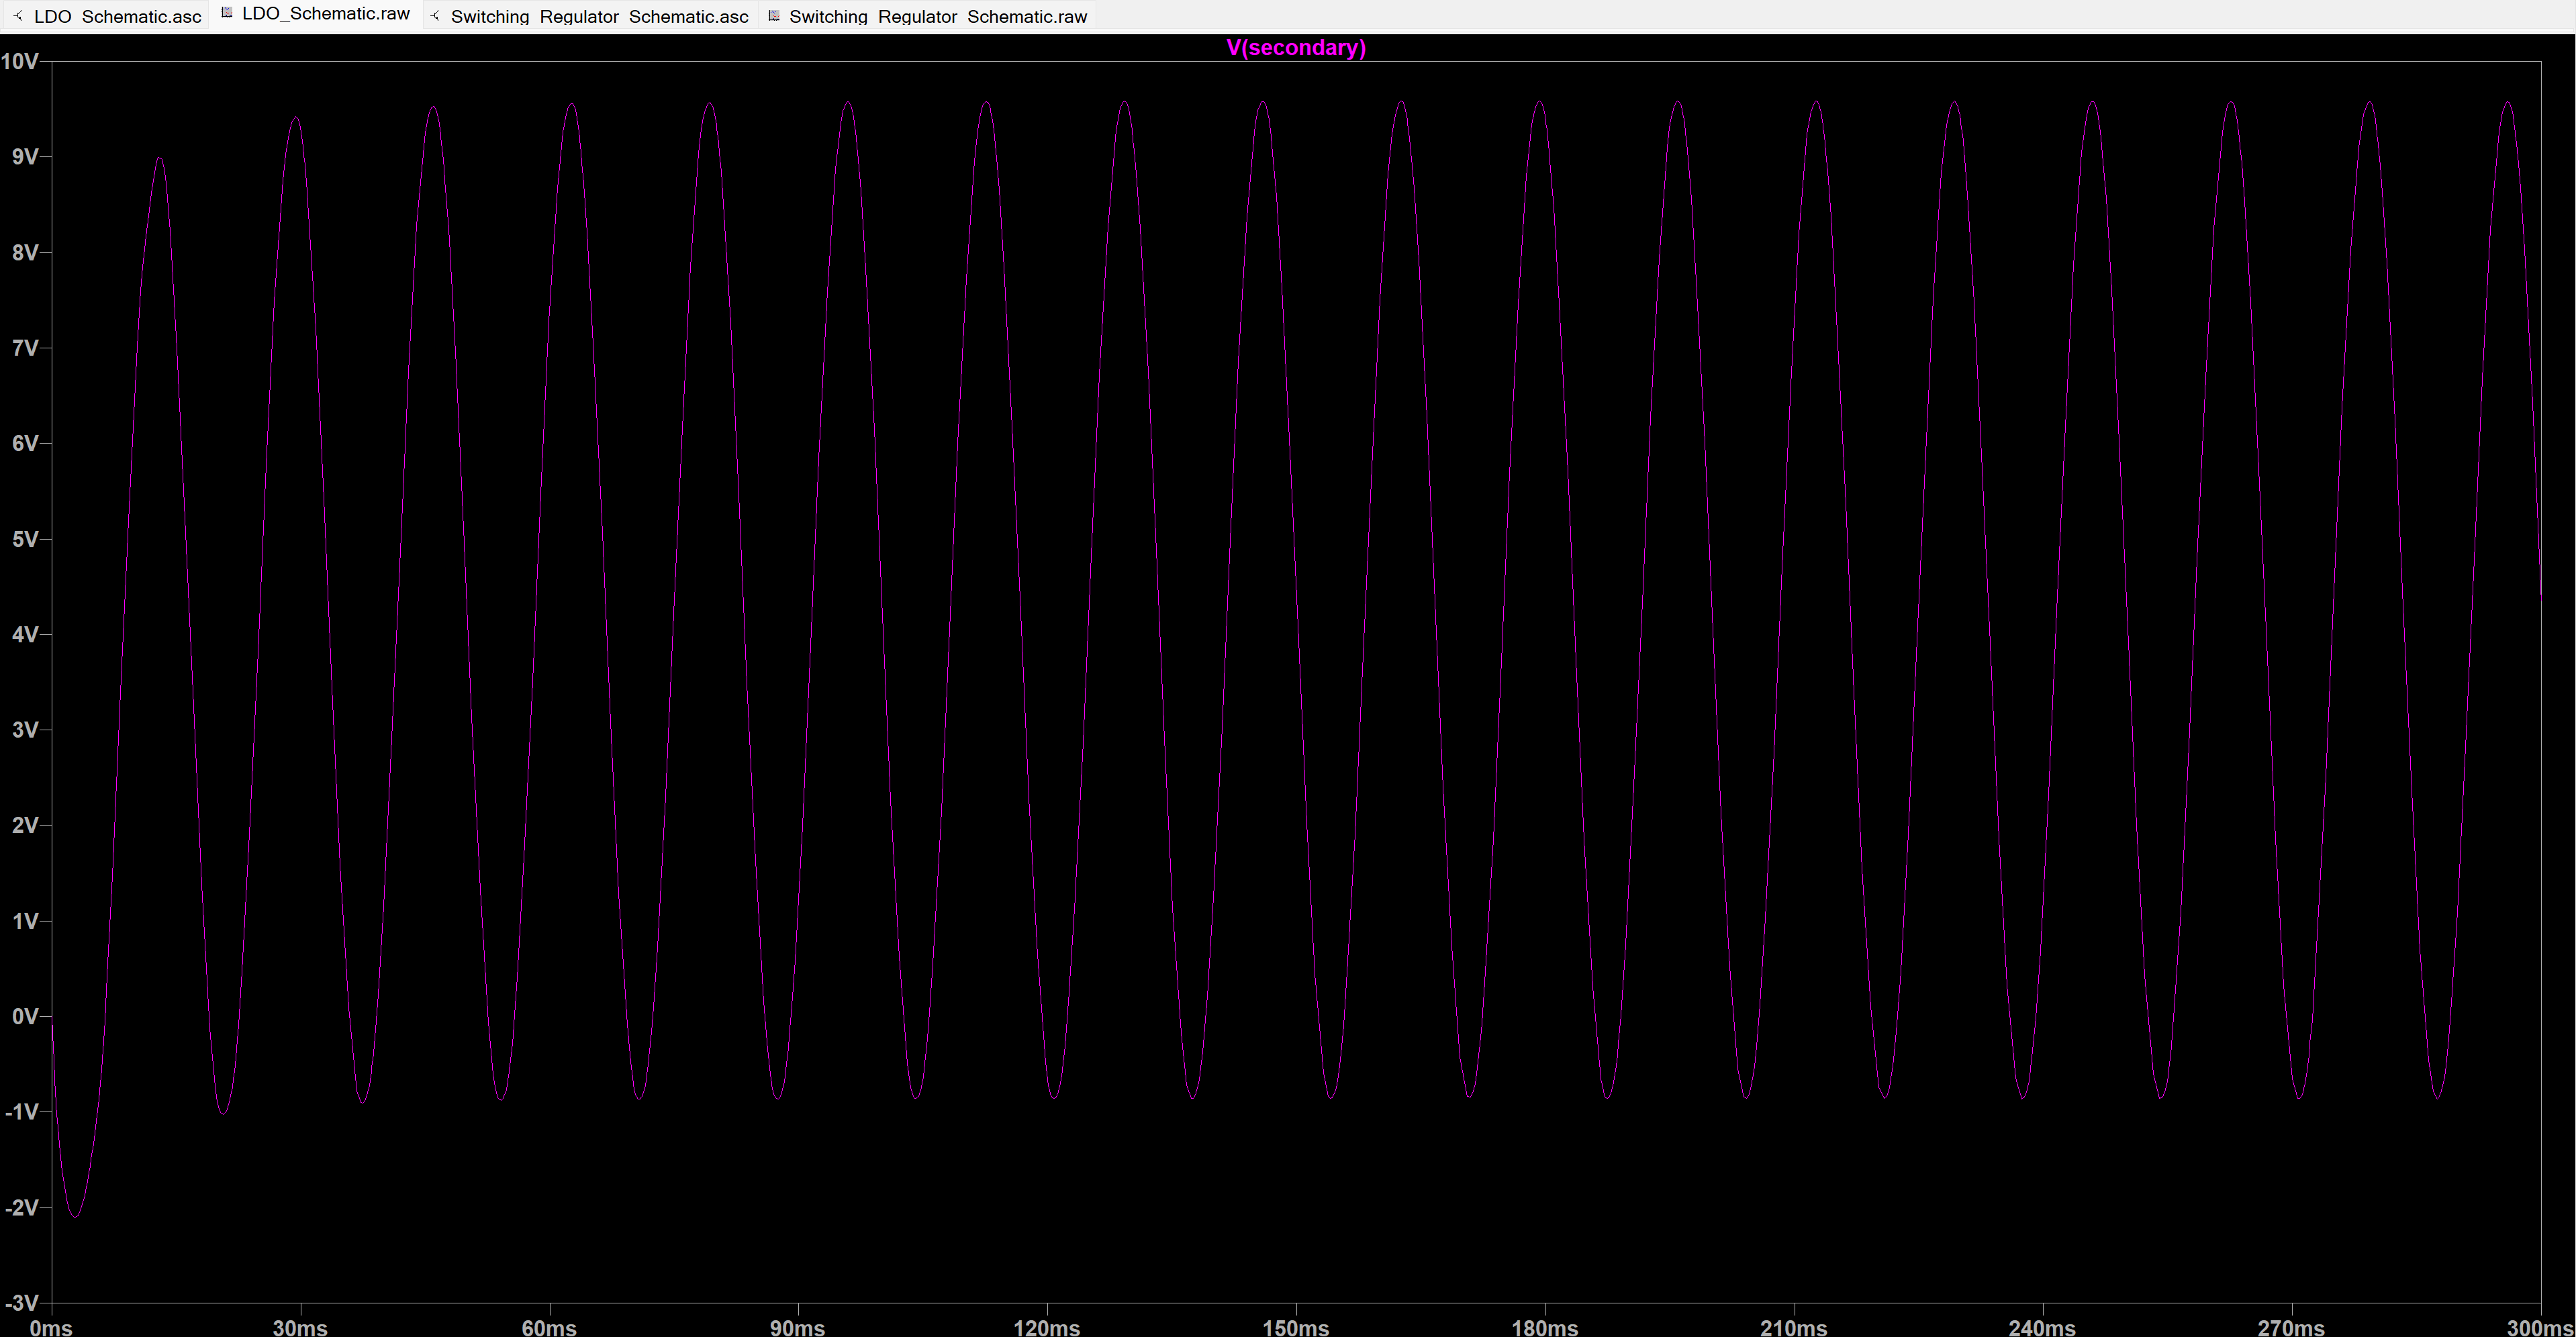 LDO_Schematic.asc LDO_Schematic.raw Switching_Regulator_Schematic.asc Switching_Regulator_Schematic.raw
V(secondary)
10V
9V
8V
7V
6V
5V
4V
3V
2V
1V
0V
-1V
-2V
-3V
0ms 30ms 60ms 90ms 120ms 150ms 180ms 210ms 240ms 270ms 300ms